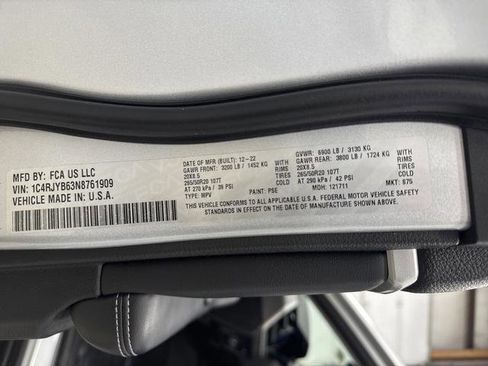 MFD BY: FCA US LLC
VIN: 1C4RJYB63N8761909
VEHICLE MADE IN: U.S.A.
DATE OF MFR (BUILT): 12-22
GAWR FRONT: 3200 LB / 1452 KG
WITH
20X8.5
RIMS
265/50R20 107T
TIRES
AT 270 kPa / 39 PSI
COLD
TYPE: MPV
PAINT: PSE
GVWR: 6900 LB / 3130 KG
GAWR REAR: 3800 LB / 1724 KG
WITH
20X8.5
RIMS
265/50R20 107T
TIRES
AT 290 kPa / 42 PSI
COLD
MDH: 121711
MKT: 875
THIS VEHICLE CONFORMS TO ALL APPLICABLE U.S.A. FEDERAL MOTOR VEHICLE SAFETY
STANDARDS IN EFFECT ON THE DATE OF MANUFACTURE SHOWN ABOVE.